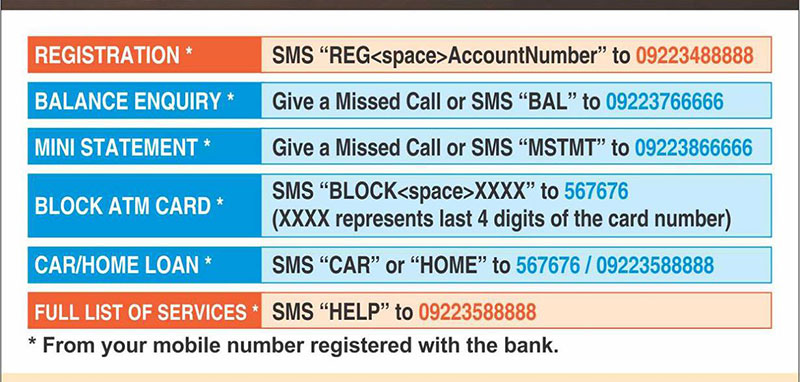 REGISTRATION * SMS “REG<space>AccountNumber” to 09223488888
BALANCE ENQUIRY * Give a Missed Call or SMS “BAL” to 09223766666
MINI STATEMENT * Give a Missed Call or SMS “MSTMT” to 09223866666
BLOCK ATM CARD * SMS “BLOCK<space>XXXX” to 567676
(XXXX represents last 4 digits of the card number)
CAR/HOME LOAN * SMS “CAR” or “HOME” to 567676 / 09223588888
FULL LIST OF SERVICES * SMS “HELP” to 09223588888
* From your mobile number registered with the bank.